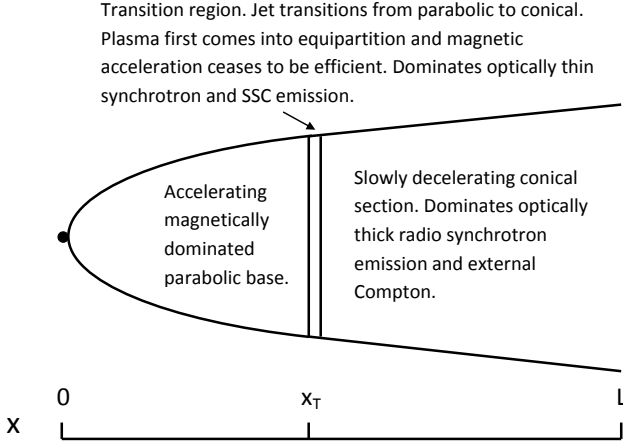 Transition region. Jet transitions from parabolic to conical.
Plasma first comes into equipartition and magnetic
acceleration ceases to be efficient. Dominates optically thin
synchrotron and SSC emission.
Accelerating
magnetically
dominated
parabolic base.
Slowly decelerating conical
section. Dominates optically
thick radio synchrotron
emission and external
Compton.
0 x_T L
x